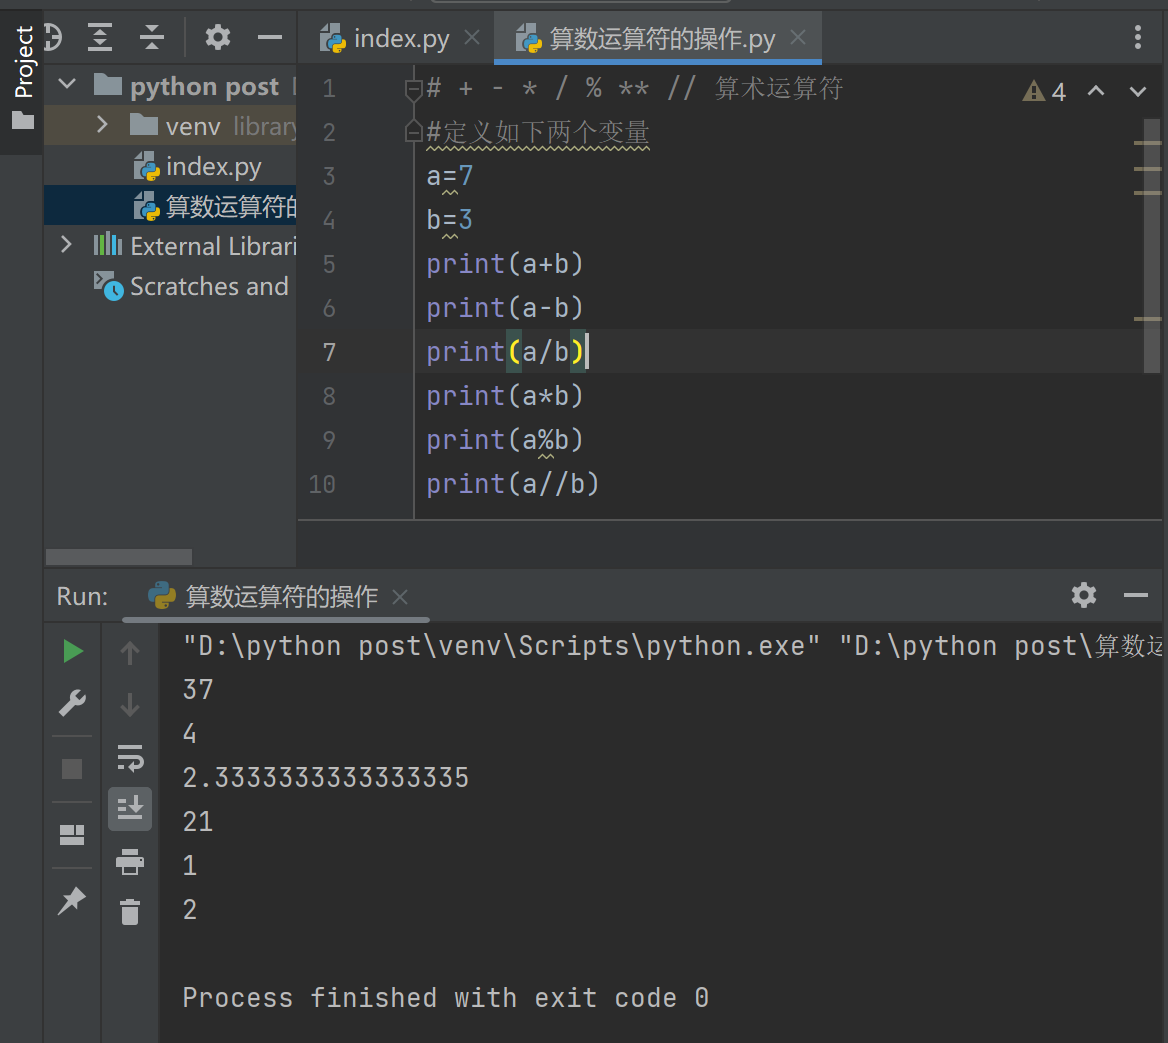 Project
index.py
算数运算符的操作.py
python post
venv library
index.py
算数运算符的
External Librari
Scratches and
1 # + - * / % ** // 算术运算符
4
2 #定义如下两个变量
3 a=7
4 b=3
5 print(a+b)
6 print(a-b)
7 print(a/b)
8 print(a*b)
9 print(a%b)
10 print(a//b)
Run: 算数运算符的操作
"D:\python post\venv\Scripts\python.exe" "D:\python post\算数运
37
4
2.3333333333333335
21
1
2
Process finished with exit code 0